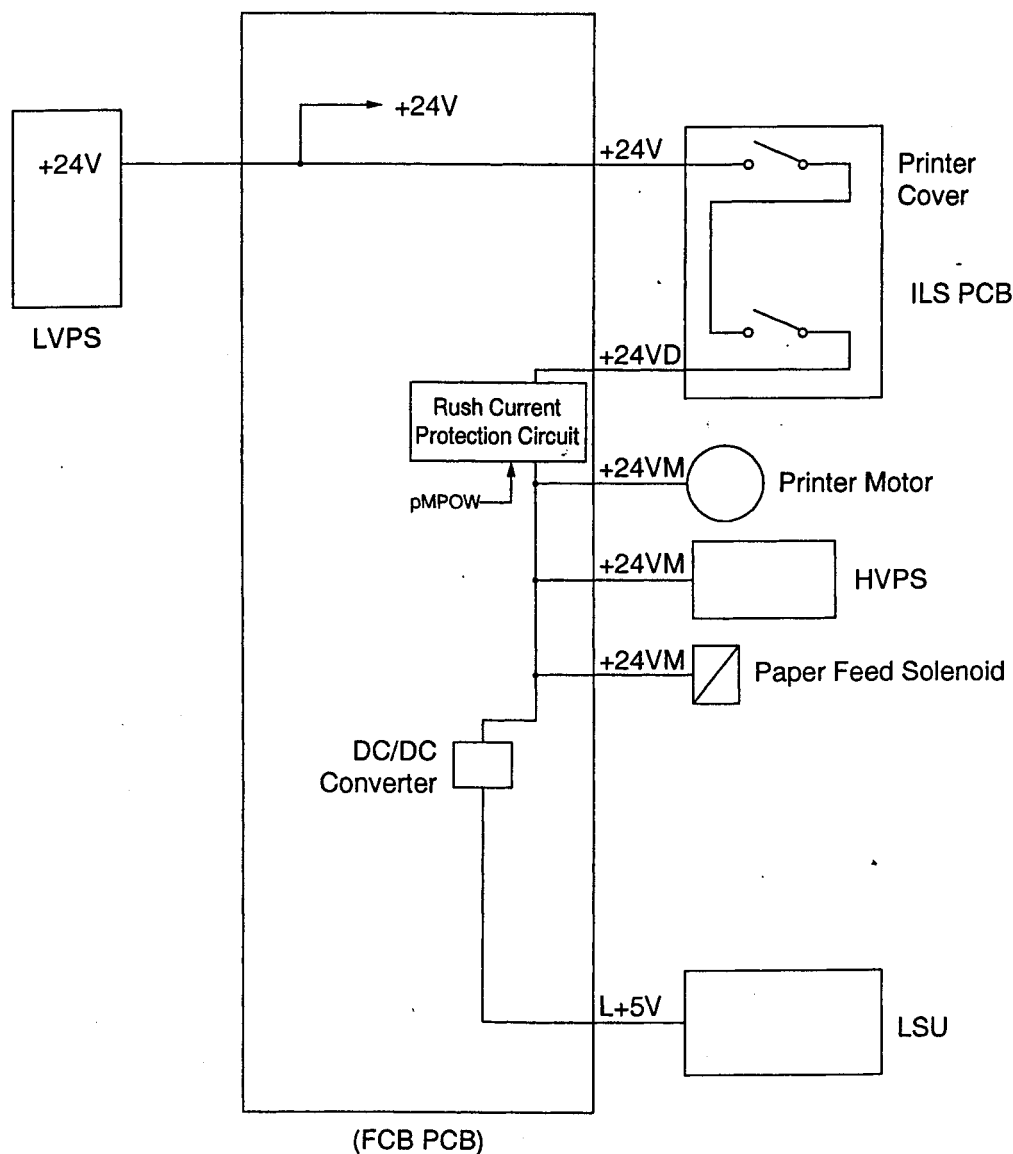 +24V
+24V
+24V
Printer
Cover
ILS PCB
LVPS
+24VD
Rush Current
Protection Circuit
+24VM
Printer Motor
pMPOW
+24VM
HVPS
+24VM
Paper Feed Solenoid
DC/DC
Converter
L+5V
LSU
(FCB PCB)